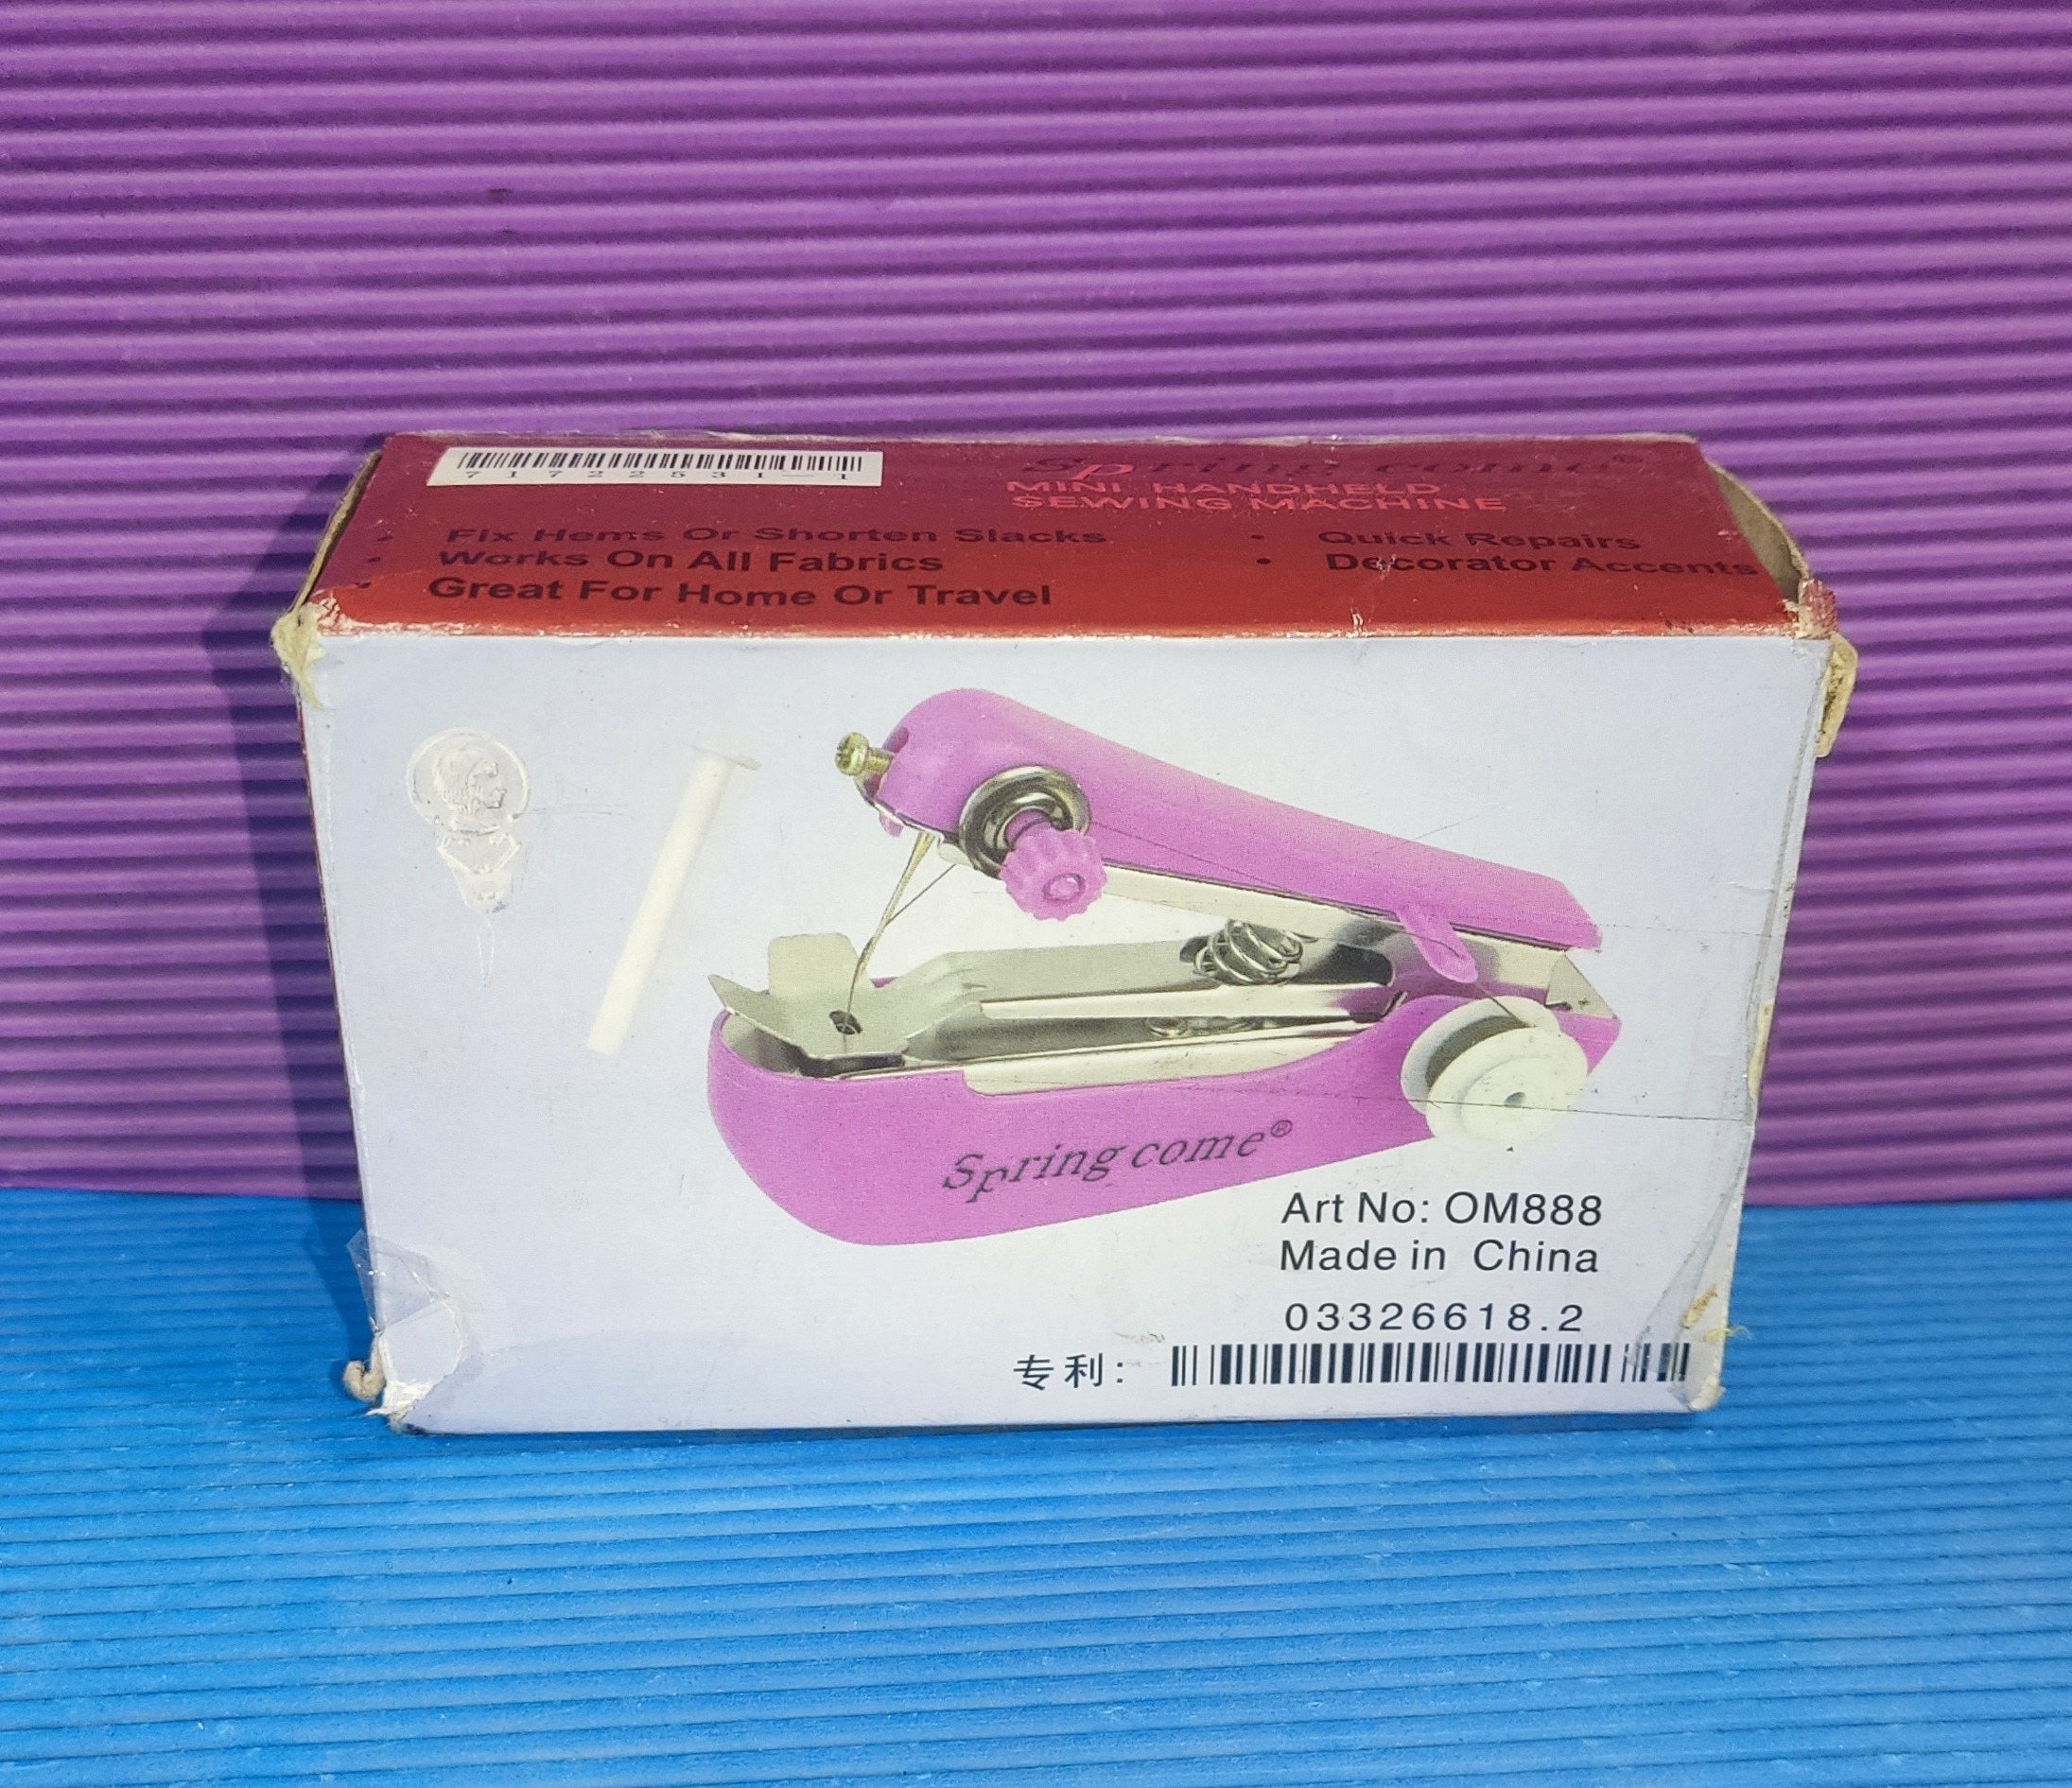 71722531-1
Spring come®
MINI HANDHELD
SEWING MACHINE
• Fix Hems Or Shorten Slacks
• Works On All Fabrics
• Great For Home Or Travel
• Quick Repairs
• Decorator Accents
Spring come®
Art No: OM888
Made in China
03326618.2
专利: